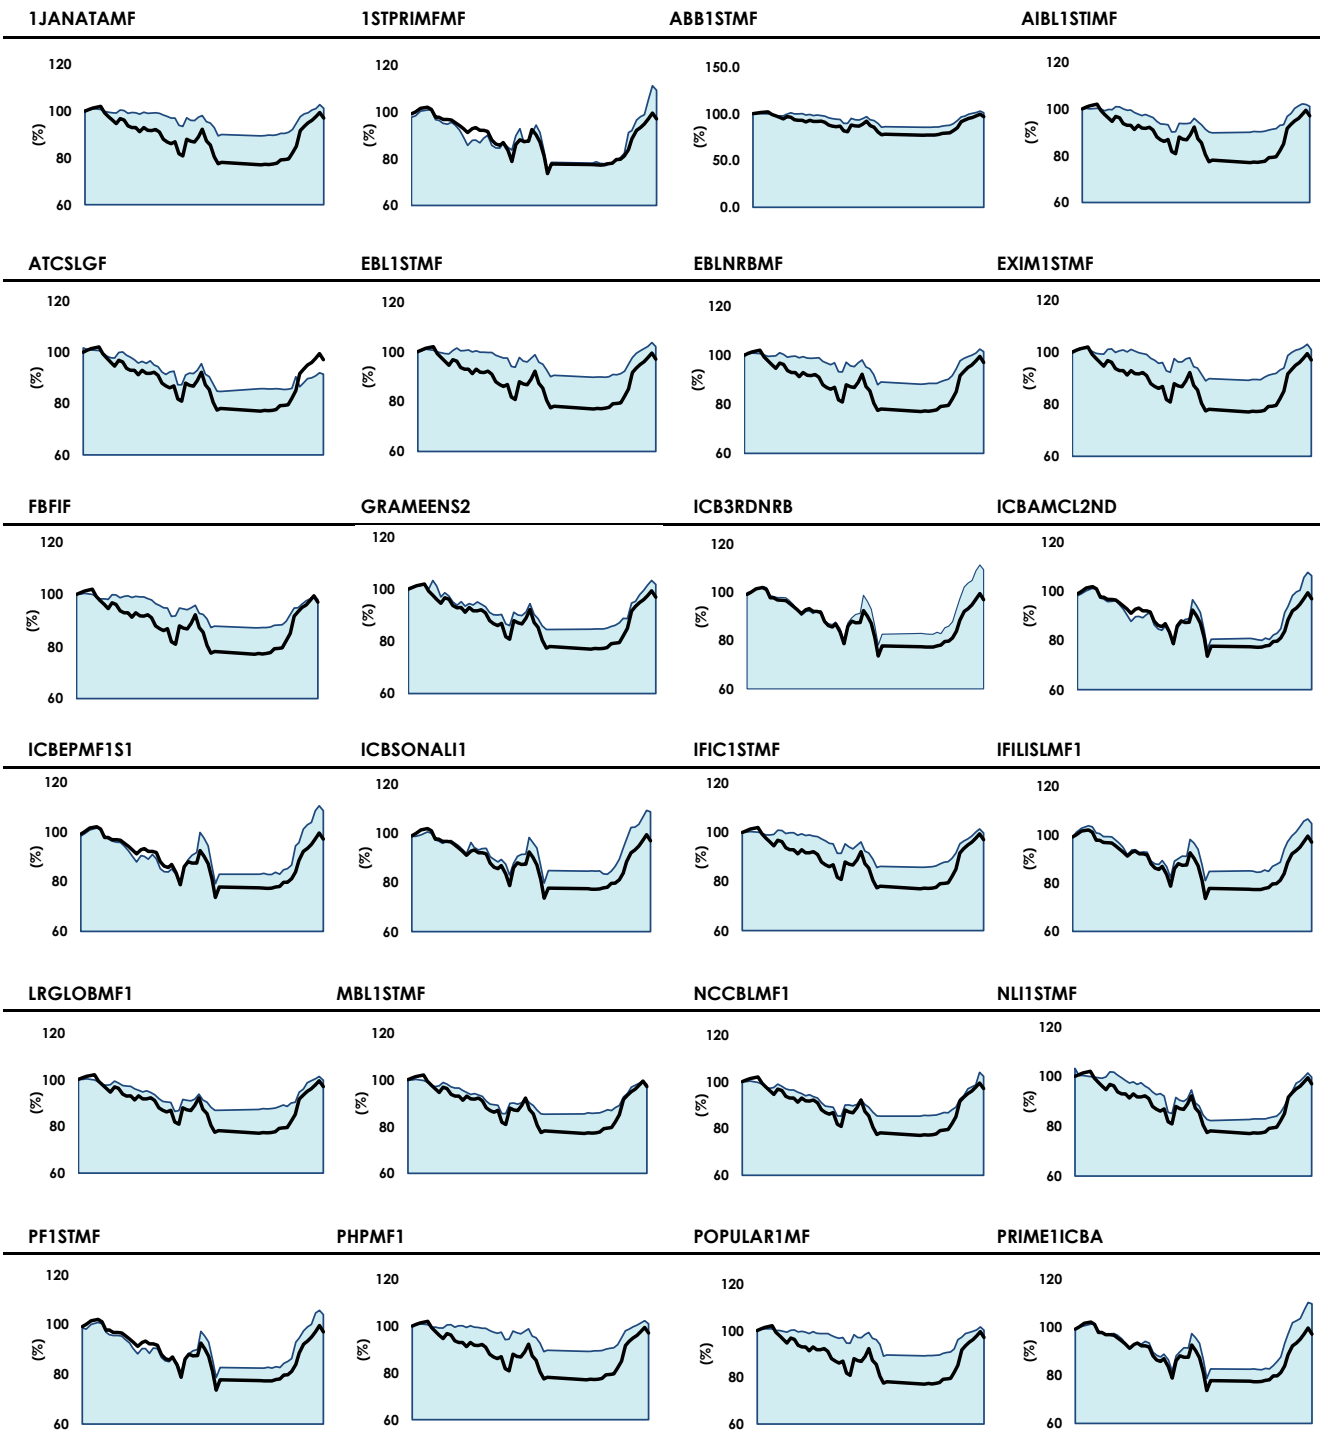 1JANATAMF 1STPRIMFMF ABB1STMF AIBL1STIMF
120 120 150.0 120
100 100 100.0 100
80 80 50.0 80
60 60 0.0 60
(%) (%) (%) (%)
ATCSLGF EBL1STMF EBLNRBMF EXIM1STMF
120 120 120 120
100 100 100 100
80 80 80 80
60 60 60 60
(%) (%) (%) (%)
FBFIF GRAMEENS2 ICB3RDNRB ICBAMCL2ND
120 120 120 120
100 100 100 100
80 80 80 80
60 60 60 60
(%) (%) (%) (%)
ICBEPMF1S1 ICBSONALI1 IFIC1STMF IFILISLMF1
120 120 120 120
100 100 100 100
80 80 80 80
60 60 60 60
(%) (%) (%) (%)
LRGLOBMF1 MBL1STMF NCCBLMF1 NLI1STMF
120 120 120 120
100 100 100 100
80 80 80 80
60 60 60 60
(%) (%) (%) (%)
PF1STMF PHPMF1 POPULAR1MF PRIME1ICBA
120 120 120 120
100 100 100 100
80 80 80 80
60 60 60 60
(%) (%) (%) (%)